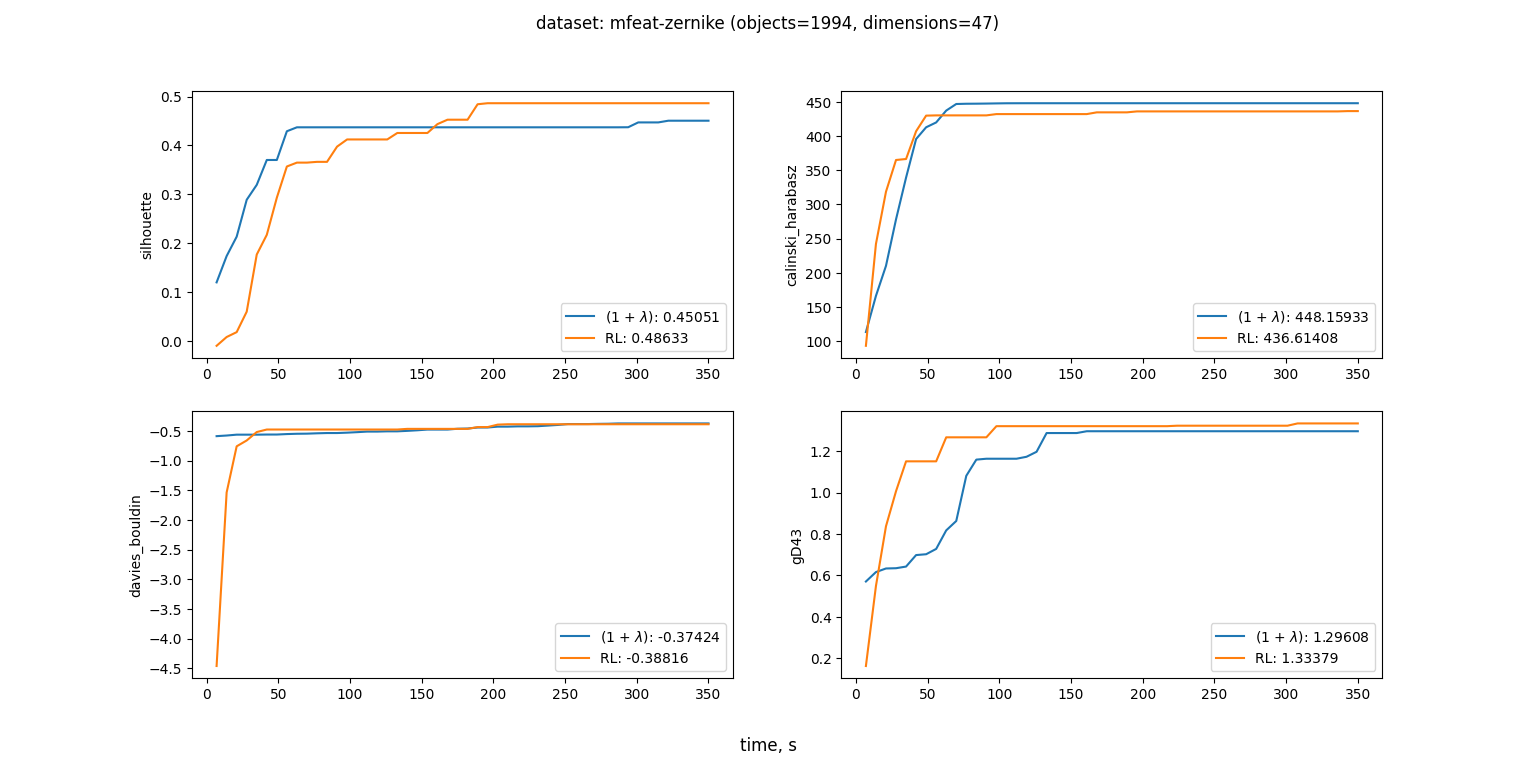 dataset: mfeat-zernike (objects=1994, dimensions=47)
silhouette
0.5
0.4
0.3
0.2
0.1
0.0
0 50 100 150 200 250 300 350
(1 + λ): 0.45051
RL: 0.48633
calinski_harabasz
450
400
350
300
250
200
150
100
0 50 100 150 200 250 300 350
(1 + λ): 448.15933
RL: 436.61408
davies_bouldin
−0.5
−1.0
−1.5
−2.0
−2.5
−3.0
−3.5
−4.0
−4.5
0 50 100 150 200 250 300 350
(1 + λ): -0.37424
RL: -0.38816
gD43
1.2
1.0
0.8
0.6
0.4
0.2
0 50 100 150 200 250 300 350
(1 + λ): 1.29608
RL: 1.33379
time, s